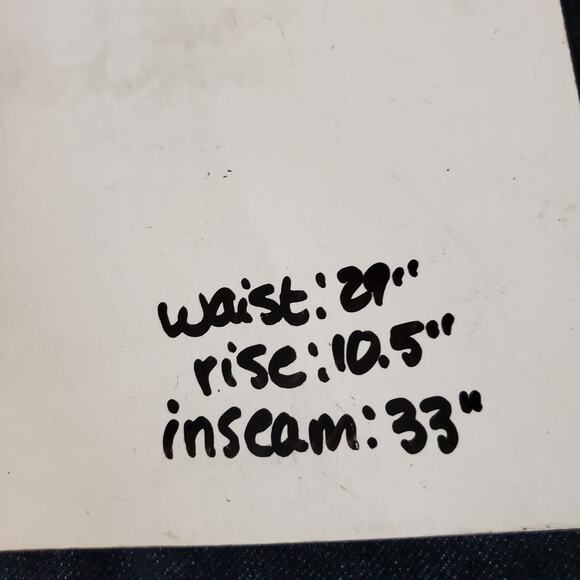 waist: 29"
rise: 10.5"
inseam: 33"